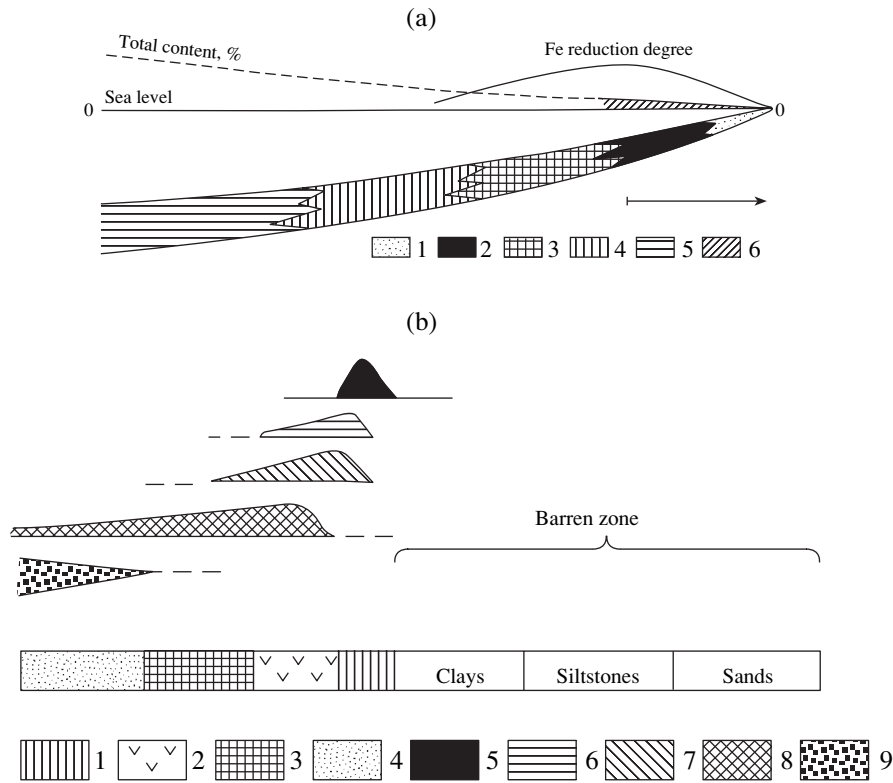 (a)
Total content, %
Fe reduction degree
0 Sea level 0
1 2 3 4 5 6
(b)
Barren zone
Clays Siltstones Sands
1 2 3 4 5 6 7 8 9